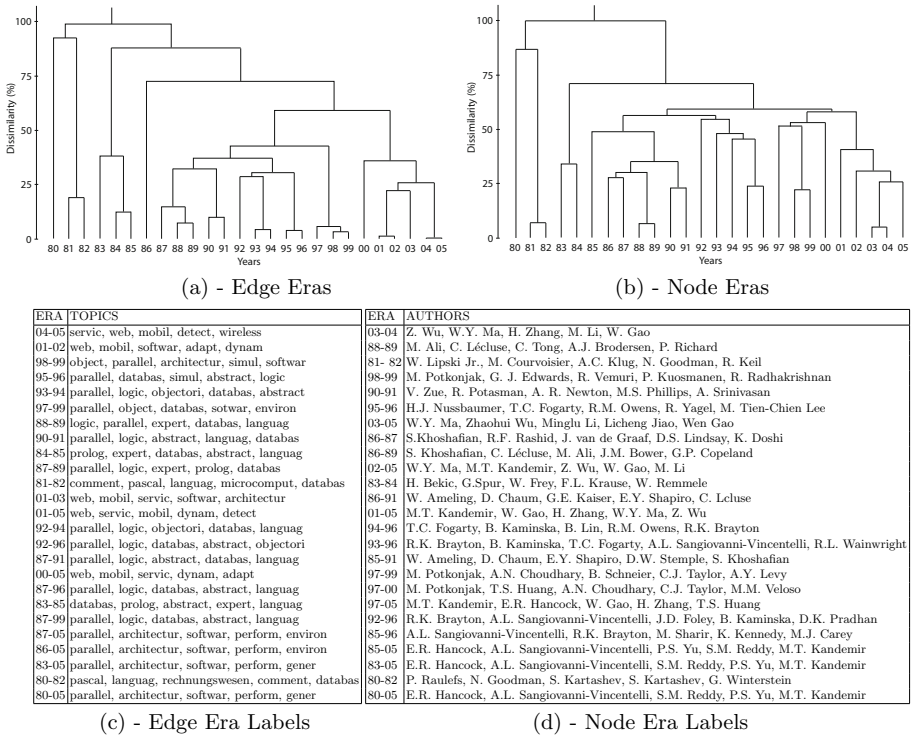 100
75
50
25
0
Dissimilarity (%)
80 81 82 83 84 85 86 87 88 89 90 91 92 93 94 95 96 97 98 99 00 01 02 03 04 05
Years
(a) - Edge Eras
100
75
50
25
0
Dissimilarity (%)
80 81 82 83 84 85 86 87 88 89 90 91 92 93 94 95 96 97 98 99 00 01 02 03 04 05
Years
(b) - Node Eras
ERA TOPICS
04-05 servic, web, mobil, detect, wireless
01-02 web, mobil, softwar, adapt, dynam
98-99 object, parallel, architectur, simul, softwar
95-96 parallel, databas, simul, abstract, logic
93-94 parallel, logic, objectori, databas, abstract
97-99 parallel, object, databas, sotwar, environ
88-89 logic, parallel, expert, databas, languag
90-91 parallel, logic, abstract, languag, databas
84-85 prolog, expert, databas, abstract, languag
87-89 parallel, logic, expert, prolog, databas
81-82 comment, pascal, languag, microcomput, databas
01-03 web, mobil, servic, softwar, architectur
01-05 web, servic, mobil, dynam, detect
92-94 parallel, logic, objectori, databas, languag
92-96 parallel, logic, databas, abstract, objectori
87-91 parallel, logic, abstract, databas, languag
00-05 web, mobil, servic, dynam, adapt
87-96 parallel, logic, databas, abstract, languag
83-85 databas, prolog, abstract, expert, languag
87-99 parallel, logic, databas, abstract, languag
87-05 parallel, architectur, softwar, perform, environ
86-05 parallel, architectur, softwar, perform, environ
83-05 parallel, architectur, softwar, perform, gener
80-82 pascal, language, rechnungswesen, comment, databas
80-05 parallel, architectur, softwar, perform, gener
(c) - Edge Era Labels
ERA AUTHORS
03-04 Z. Wu, W.Y. Ma, H. Zhang, M. Li, W. Gao
88-89 M. Ali, C. Lécluse, C. Tong, A.J. Brodersen, P. Richard
81- 82 W. Lipski Jr., M. Courvoisier, A.C. Klug, N. Goodman, R. Keil
98-99 M. Potkonjak, G. J. Edwards, R. Vemuri, P. Kuosmanen, R. Radhakrishnan
90-91 V. Zue, R. Potasman, A. R. Newton, M.S. Phillips, A. Srinivasan
95-96 H.J. Nussbaumer, T.C. Fogarty, R.M. Owens, R. Yagel, M. Tien-Chien Lee
03-05 W.Y. Ma, Zhaohui Wu, Minglu Li, Licheng Jiao, Wen Gao
86-87 S.Khoshafian, R.F. Rashid, J. van de Graaf, D.S. Lindsay, K. Doshi
86-89 S. Khoshafian, C. Lécluse, M. Ali, J.M. Bower, G.P. Copeland
02-05 W.Y. Ma, M.T. Kandemir, Z. Wu, W. Gao, M. Li
83-84 H. Bekic, G.Spur, W. Frey, F.L. Krause, W. Remmele
86-91 W. Ameling, D. Chaum, G.E. Kaiser, E.Y. Shapiro, C. Lcluse
01-05 M.T. Kandemir, W. Gao, H. Zhang, W.Y. Ma, Z. Wu
94-96 T.C. Fogarty, B. Kaminska, B. Lin, R.M. Owens, R.K. Brayton
93-96 R.K. Brayton, B. Kaminska, T.C. Fogarty, A.L. Sangiovanni-Vincentelli, R.L. Wainwright
85-91 W. Ameling, D. Chaum, E.Y. Shapiro, D.W. Stemple, S. Khoshafian
97-99 M. Potkonjak, A.N. Choudhary, B. Schneier, C.J. Taylor, A.Y. Levy
97-00 M. Potkonjak, T.S. Huang, A.N. Choudhary, C.J. Taylor, M.M. Veloso
97-05 M.T. Kandemir, E.R. Hancock, W. Gao, H. Zhang, T.S. Huang
92-96 R.K. Brayton, A.L. Sangiovanni-Vincentelli, J.D. Foley, B. Kaminska, D.K. Pradhan
85-96 A.L. Sangiovanni-Vincentelli, R.K. Brayton, M. Sharir, K. Kennedy, M.J. Carey
85-05 E.R. Hancock, A.L. Sangiovanni-Vincentelli, P.S. Yu, S.M. Reddy, M.T. Kandemir
83-05 E.R. Hancock, A.L. Sangiovanni-Vincentelli, S.M. Reddy, P.S. Yu, M.T. Kandemir
80-82 P. Raulefs, N. Goodman, S. Kartashev, S. Kartashev, G. Winterstein
80-05 E.R. Hancock, A.L. Sangiovanni-Vincentelli, S.M. Reddy, P.S. Yu, M.T. Kandemir
(d) - Node Era Labels